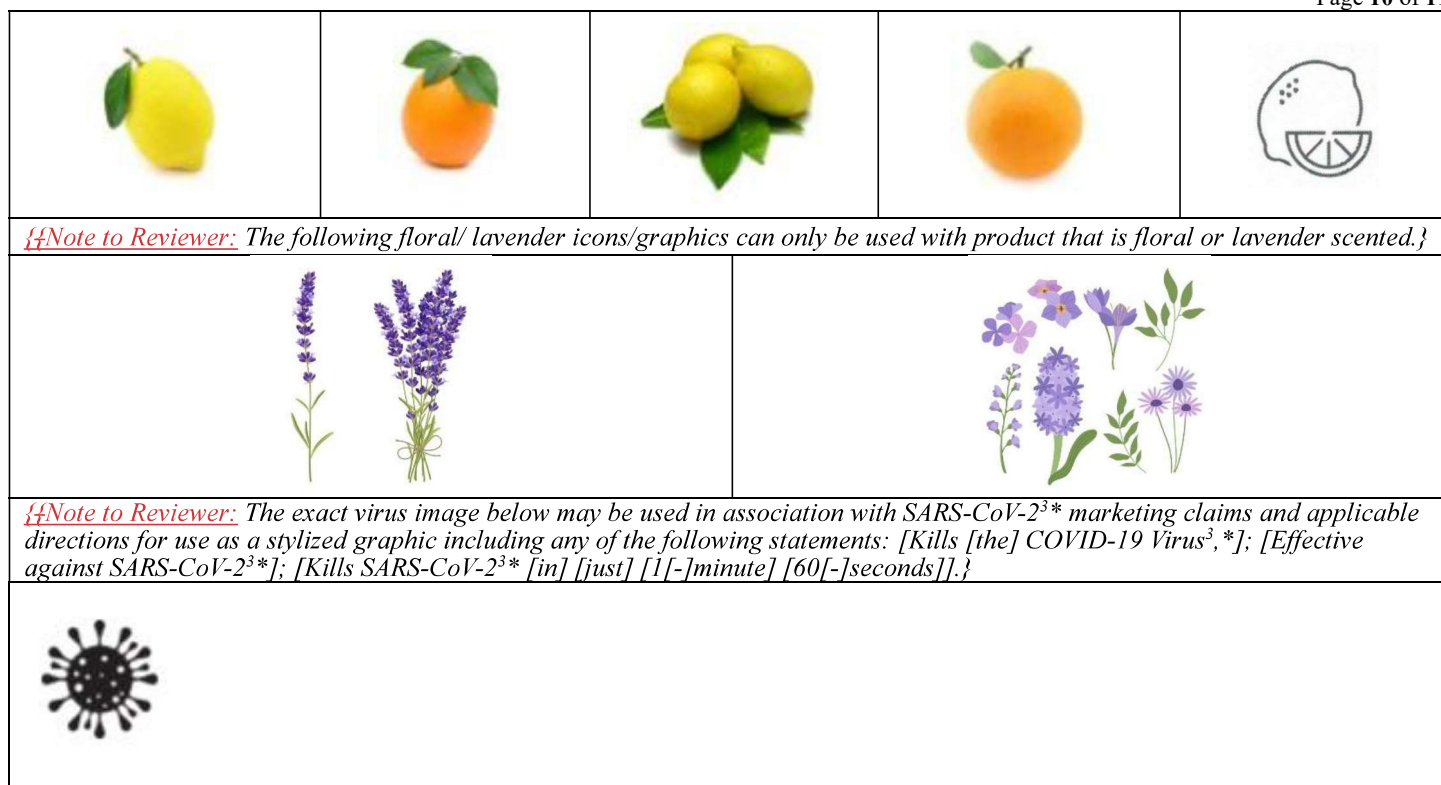 {{Note to Reviewer: The following floral/ lavender icons/graphics can only be used with product that is floral or lavender scented.}
{{Note to Reviewer: The exact virus image below may be used in association with SARS-CoV-2³* marketing claims and applicable
directions for use as a stylized graphic including any of the following statements: [Kills [the] COVID-19 Virus³,*]; [Effective
against SARS-CoV-2³*]; [Kills SARS-CoV-2³* [in] [just] [1[-]minute] [60[-]seconds]].}